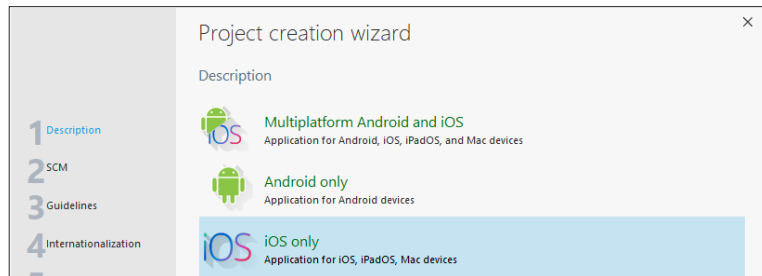 Project creation wizard
Description
1 Description
2 SCM
3 Guidelines
4 Internationalization
iOS
Multiplatform Android and iOS
Application for Android, iOS, iPadOS, and Mac devices
Android only
Application for Android devices
iOS
iOS only
Application for iOS, iPadOS, Mac devices